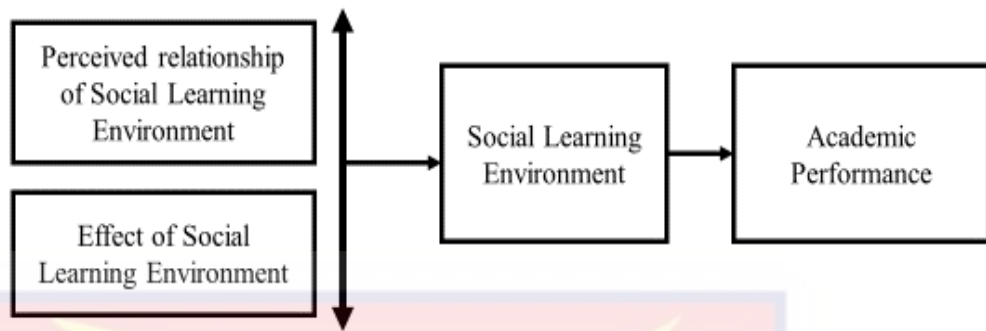 Perceived relationship
of Social Learning
Environment
Effect of Social
Learning Environment
Social Learning
Environment
Academic
Performance